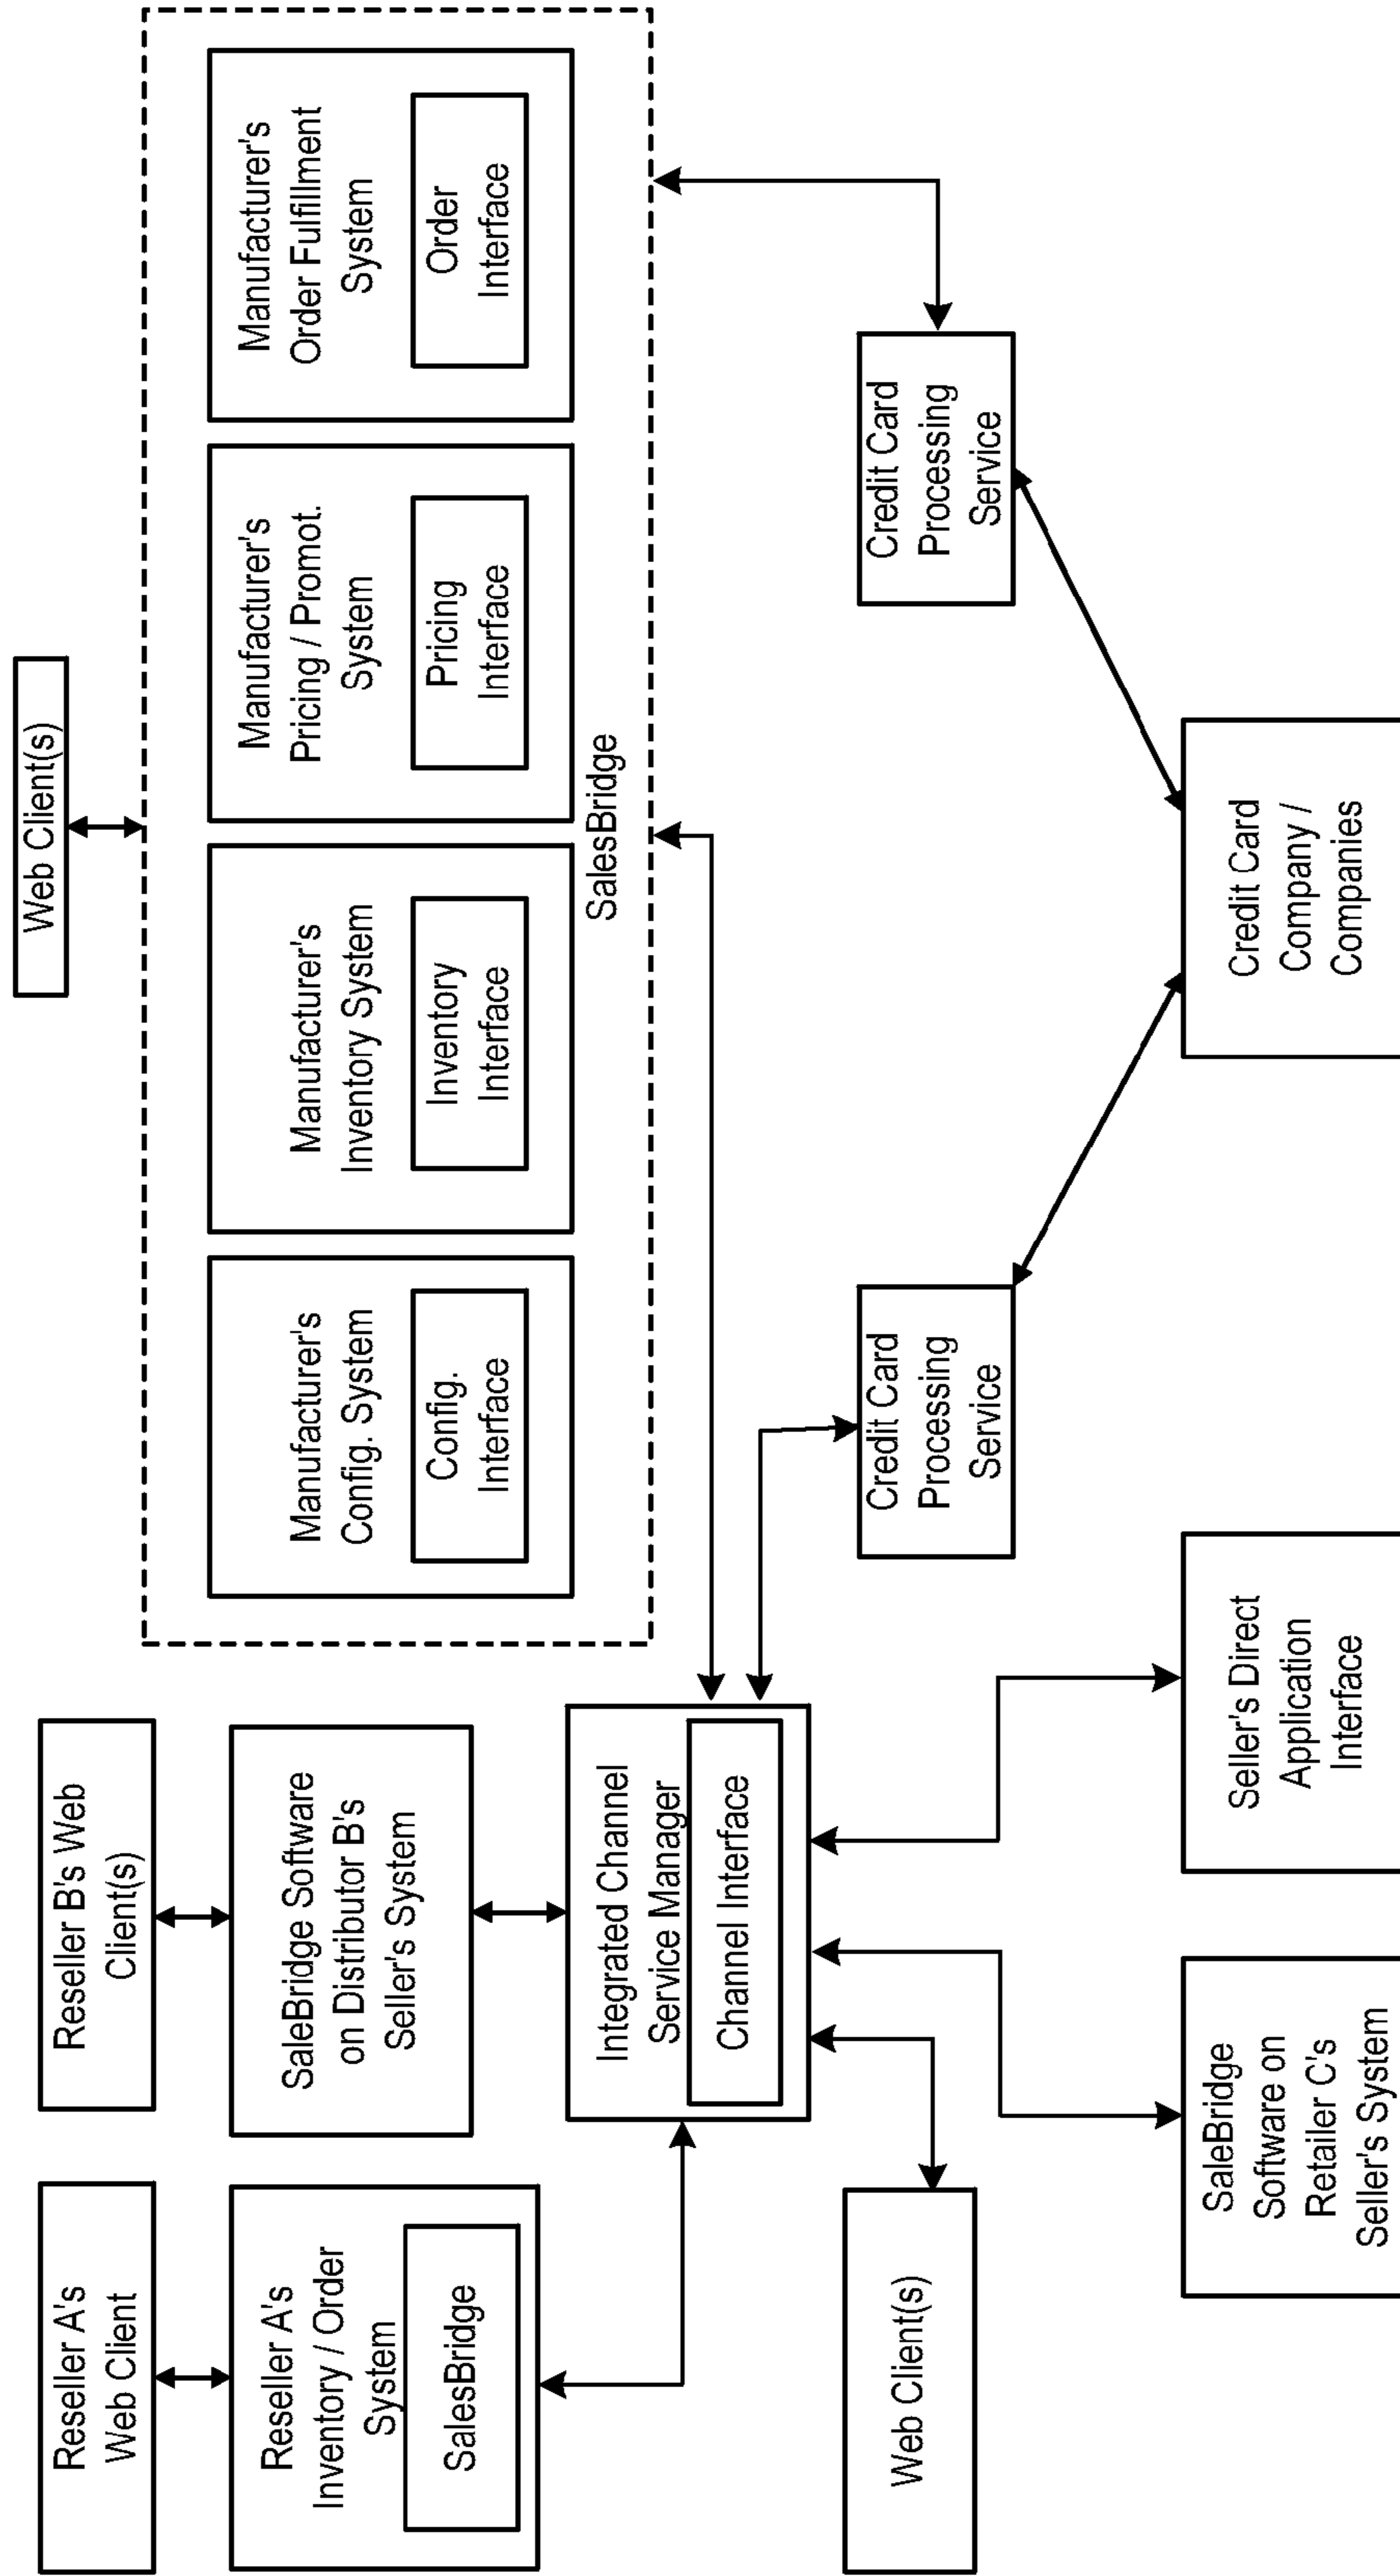 Reseller A's
Web Client
Reseller B's Web
Client(s)
Web Client(s)
Reseller A's
Inventory / Order
System
SalesBridge
SaleBridge Software
on Distributor B's
Seller's System
Manufacturer's
Config. System
Config.
Interface
Manufacturer's
Inventory System
Inventory
Interface
Manufacturer's
Pricing / Promot.
System
Pricing
Interface
Manufacturer's
Order Fulfillment
System
Order
Interface
SalesBridge
Integrated Channel
Service Manager
Channel Interface
Web Client(s)
Credit Card
Processing
Service
Credit Card
Processing
Service
SaleBridge
Software on
Retailer C's
Seller's System
Seller's Direct
Application
Interface
Credit Card
Company /
Companies